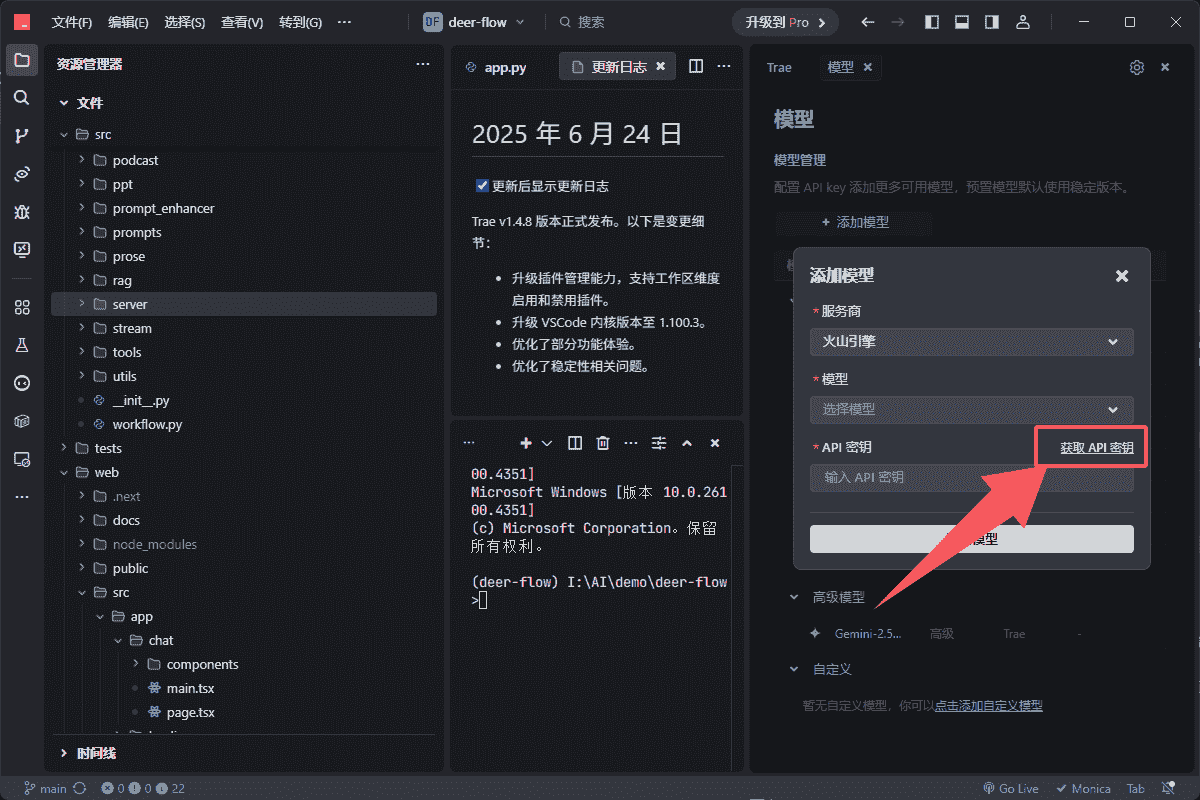 文件(F) 编辑(E) 选择(S) 查看(V) 转到(G) ··· DF deer-flow 搜索 升级到 Pro
资源管理器 ···
文件
src
podcast
ppt
prompt_enhancer
prompts
prose
rag
server
stream
tools
utils
__init__.py
workflow.py
tests
web
.next
docs
node_modules
public
src
app
chat
components
main.tsx
page.tsx
时间线
app.py 更新日志 ···
2025 年 6 月 24 日
更新后显示更新日志
Trae v1.4.8 版本正式发布。以下是变更细
节：
• 升级插件管理能力，支持工作区维度
启用和禁用插件。
• 升级 VSCode 内核版本至 1.100.3。
• 优化了部分功能体验。
• 优化了稳定性相关问题。
00.4351]
Microsoft Windows [版本 10.0.261
00.4351]
(c) Microsoft Corporation。保留
所有权利。
(deer-flow) I:\AI\demo\deer-flow
>
Trae 模型
模型
模型管理
配置 API key 添加更多可用模型，预置模型默认使用稳定版本。
+ 添加模型
添加模型
* 服务商
火山引擎
* 模型
选择模型
* API 密钥 获取 API 密钥
输入 API 密钥
模型
高级模型
Gemini-2.5... 高级 Trae -
自定义
暂无自定义模型，你可以点击添加自定义模型
main 0 0 22 Go Live Monica Tab